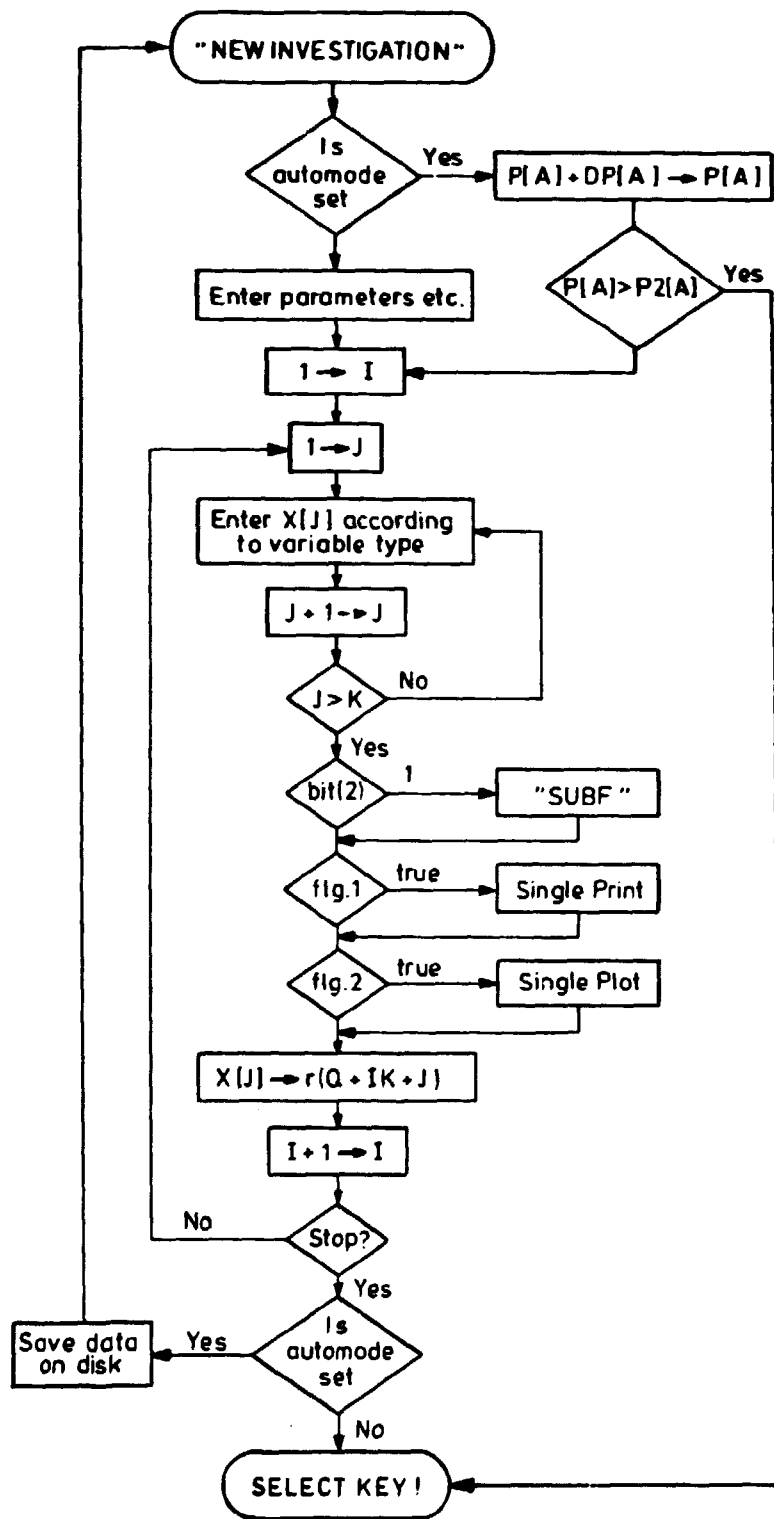 "NEW INVESTIGATION"
Is
automode
set
Yes
P[A] + DP[A] → P[A]
P[A]>P2[A]
Yes
Enter parameters etc.
1 → I
1 → J
Enter X[J] according
to variable type
J + 1 → J
J > K
No
Yes
bit(2)
1
"SUBF"
flg.1
true
Single Print
flg.2
true
Single Plot
X[J] → r(Q + IK + J)
I + 1 → I
Stop?
No
Yes
Is
automode
set
Yes
Save data
on disk
No
SELECT KEY!